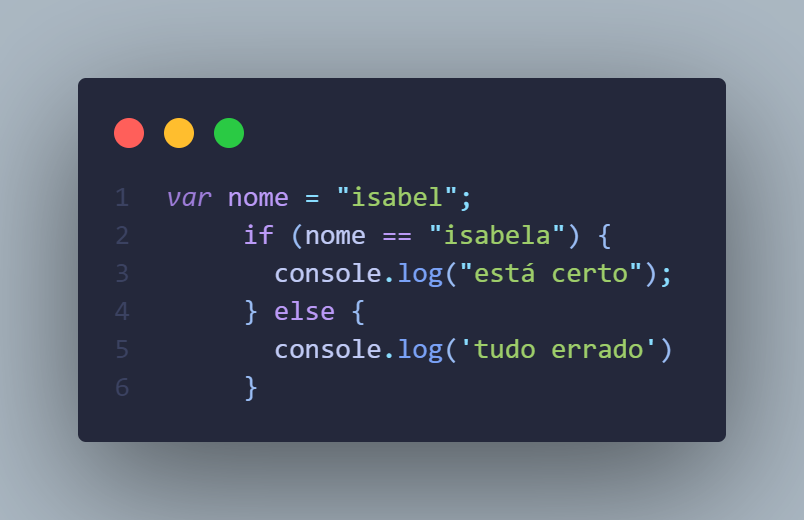 1 var nome = "isabel";
2 if (nome == "isabela") {
3 console.log("está certo");
4 } else {
5 console.log('tudo errado')
6 }